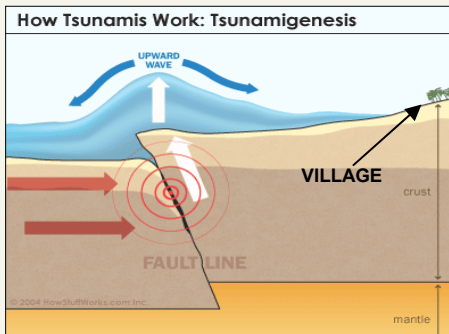 How Tsunamis Work: Tsunamigenesis
UPWARD
WAVE
VILLAGE
crust
FAULT LINE
© 2004 HowStuffWorks.com Inc.
mantle